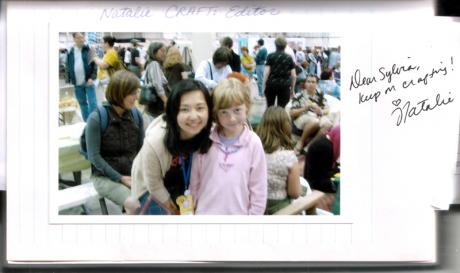 Natalie CRAFT: Editor
Dear Sylvia,
Keep on crafting!
♡ Natalie